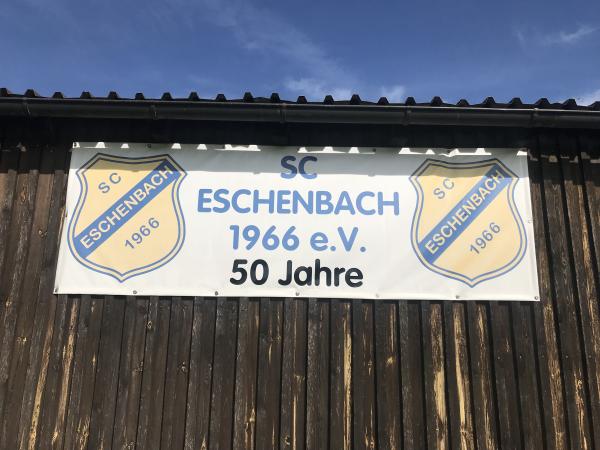 SC
ESCHENBACH
1966
SC
ESCHENBACH
1966 e.V.
50 Jahre
SC
ESCHENBACH
1966